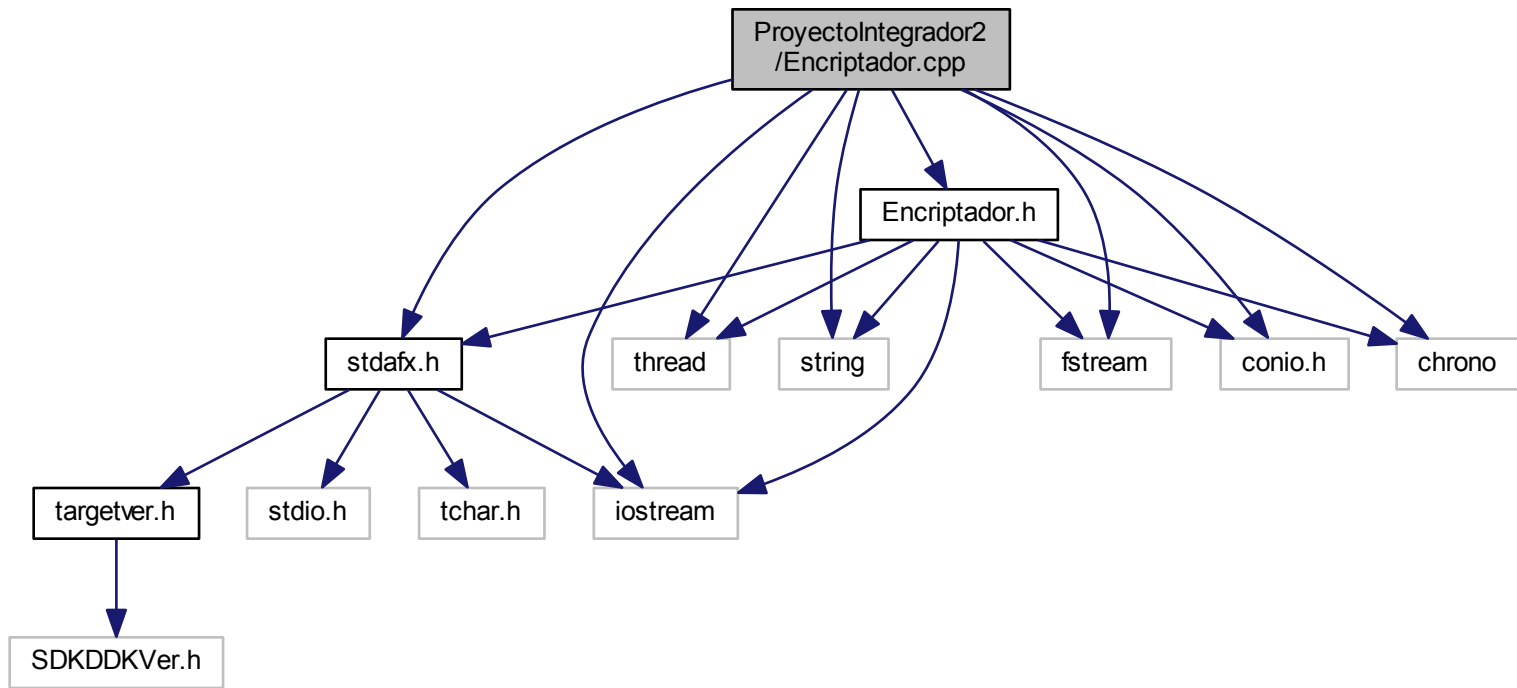 ProyectoIntegrador2
/Encriptador.cpp
Encriptador.h
stdafx.h
thread
string
fstream
conio.h
chrono
targetver.h
stdio.h
tchar.h
iostream
SDKDDKVer.h